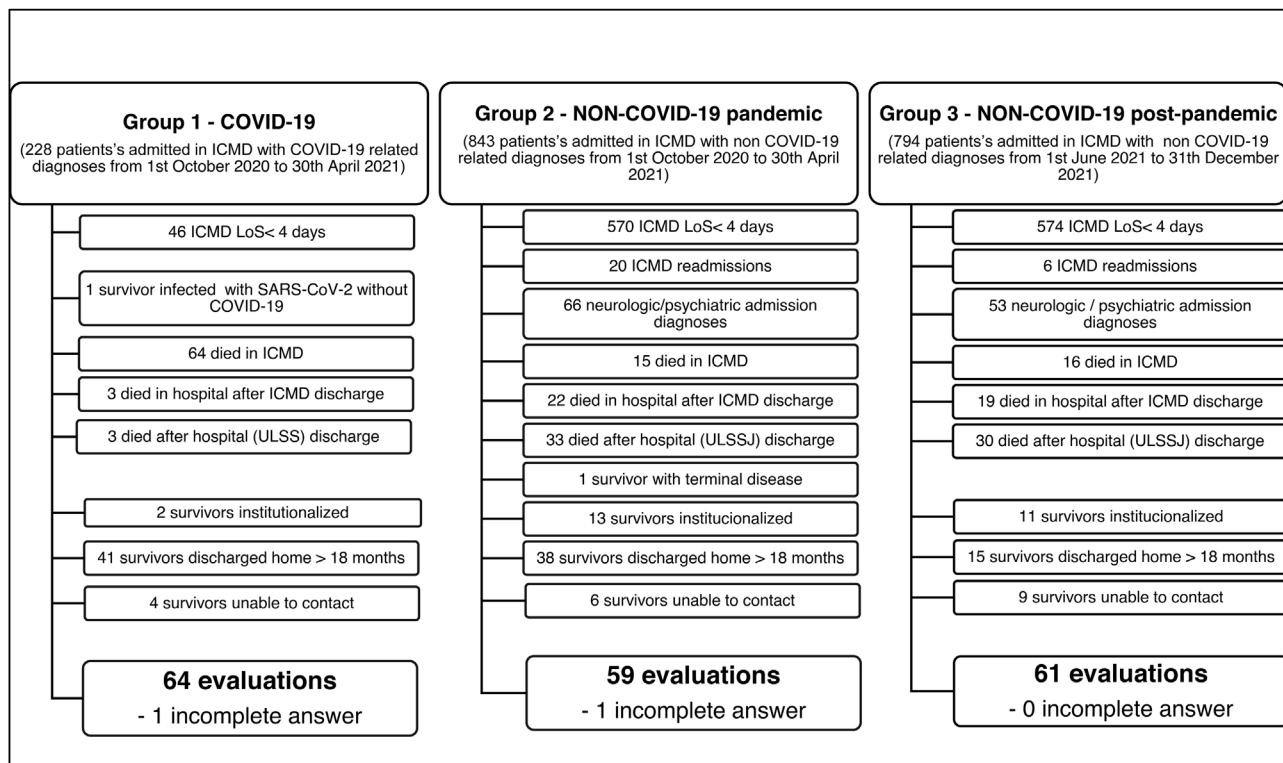 Group 1 - COVID-19
(228 patients's admitted in ICMD with COVID-19 related
diagnoses from 1st October 2020 to 30th April 2021)
46 ICMD LoS< 4 days
1 survivor infected with SARS-CoV-2 without
COVID-19
64 died in ICMD
3 died in hospital after ICMD discharge
3 died after hospital (ULSS) discharge
2 survivors institutionalized
41 survivors discharged home > 18 months
4 survivors unable to contact
64 evaluations
- 1 incomplete answer
Group 2 - NON-COVID-19 pandemic
(843 patients's admitted in ICMD with non COVID-19
related diagnoses from 1st October 2020 to 30th April
2021)
570 ICMD LoS< 4 days
20 ICMD readmissions
66 neurologic/psychiatric admission
diagnoses
15 died in ICMD
22 died in hospital after ICMD discharge
33 died after hospital (ULSSJ) discharge
1 survivor with terminal disease
13 survivors institucionalized
38 survivors discharged home > 18 months
6 survivors unable to contact
59 evaluations
- 1 incomplete answer
Group 3 - NON-COVID-19 post-pandemic
(794 patients's admitted in ICMD with non COVID-19
related diagnoses from 1st June 2021 to 31th December
2021)
574 ICMD LoS< 4 days
6 ICMD readmissions
53 neurologic / psychiatric admission
diagnoses
16 died in ICMD
19 died in hospital after ICMD discharge
30 died after hospital (ULSSJ) discharge
11 survivors institucionalized
15 survivors discharged home > 18 months
9 survivors unable to contact
61 evaluations
- 0 incomplete answer